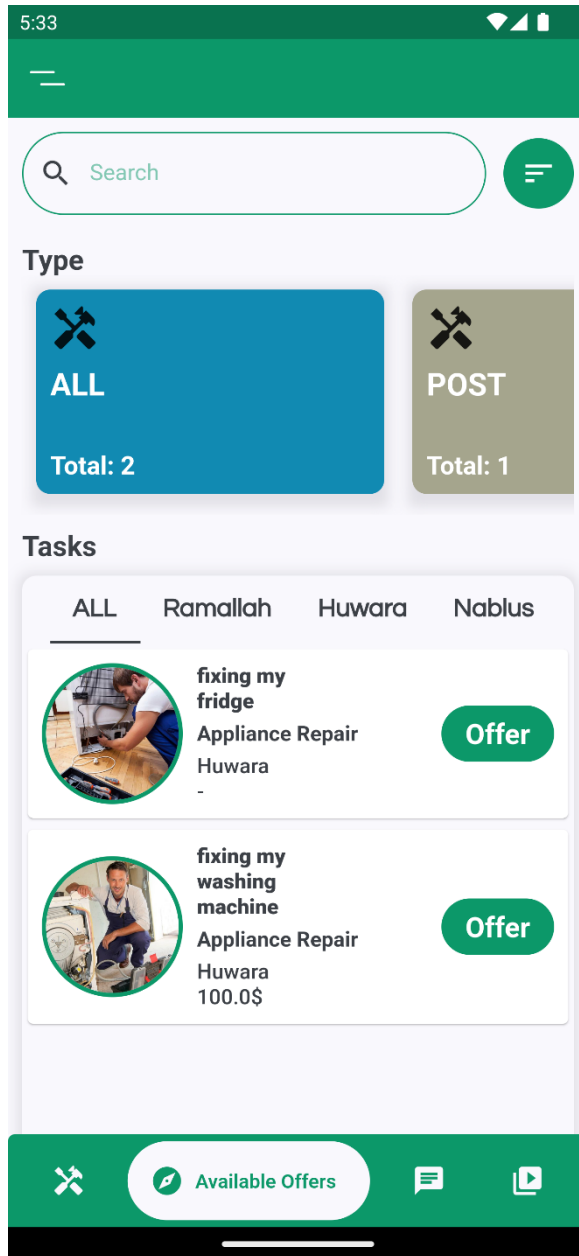 5:33
Search
Type
ALL
Total: 2
POST
Total: 1
Tasks
ALL Ramallah Huwara Nablus
fixing my
fridge
Appliance Repair
Huwara
-
Offer
fixing my
washing
machine
Appliance Repair
Huwara
100.0$
Offer
Available Offers